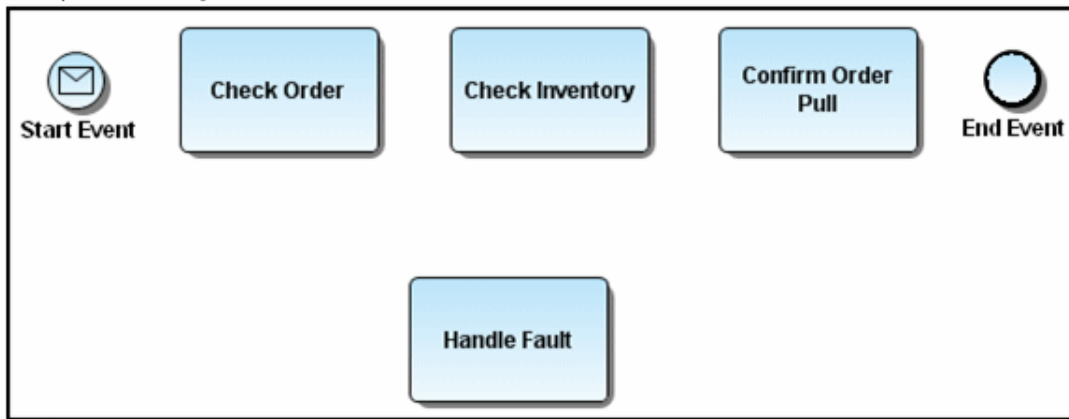 Start Event
Check Order
Check Inventory
Confirm Order
Pull
End Event
Handle Fault